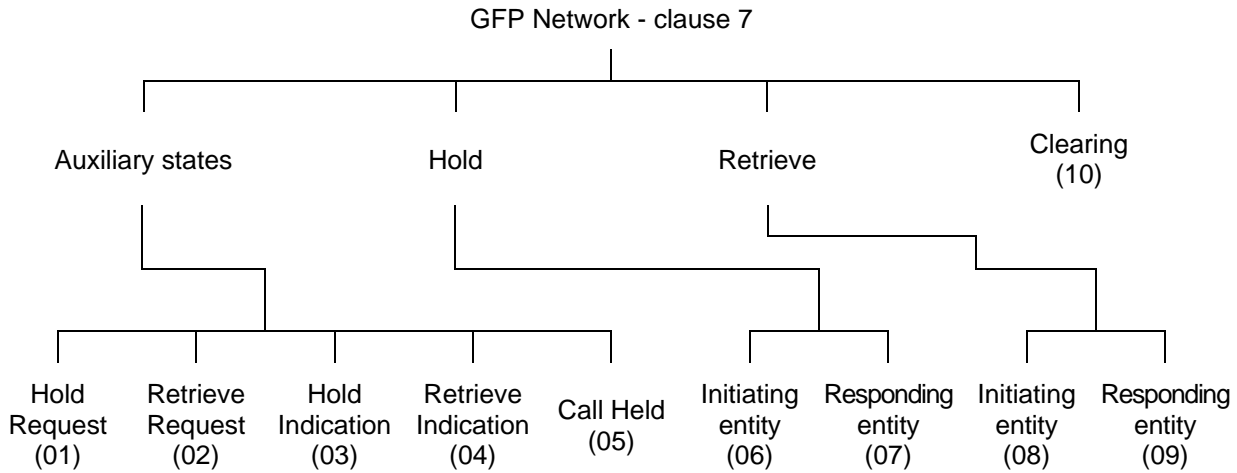 GFP Network - clause 7
Auxiliary states
Hold
Retrieve
Clearing
(10)
Hold
Request
(01)
Retrieve
Request
(02)
Hold
Indication
(03)
Retrieve
Indication
(04)
Call Held
(05)
Initiating
entity
(06)
Responding
entity
(07)
Initiating
entity
(08)
Responding
entity
(09)